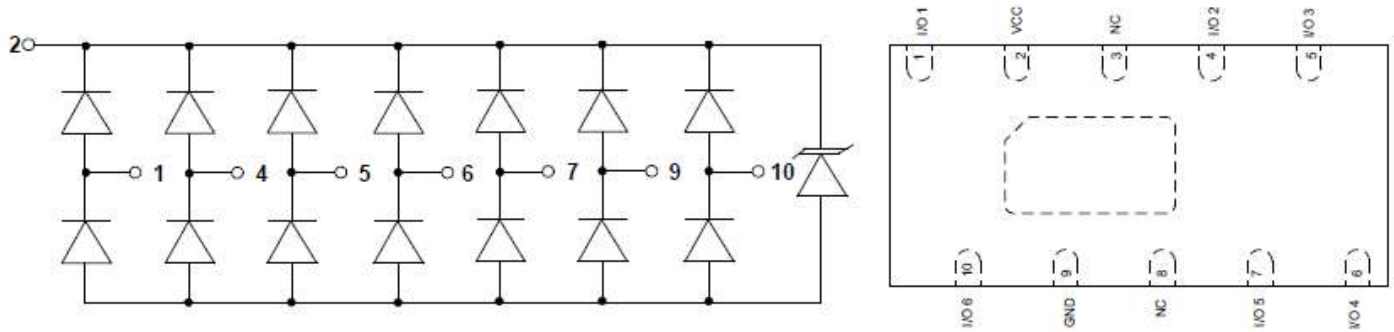 2
1 4 5 6 7 9 10
I/O 1 VCC NC I/O 2 I/O 3
1 2 3 4 5
10 9 8 7 6
I/O 6 GND NC I/O 5 I/O 4